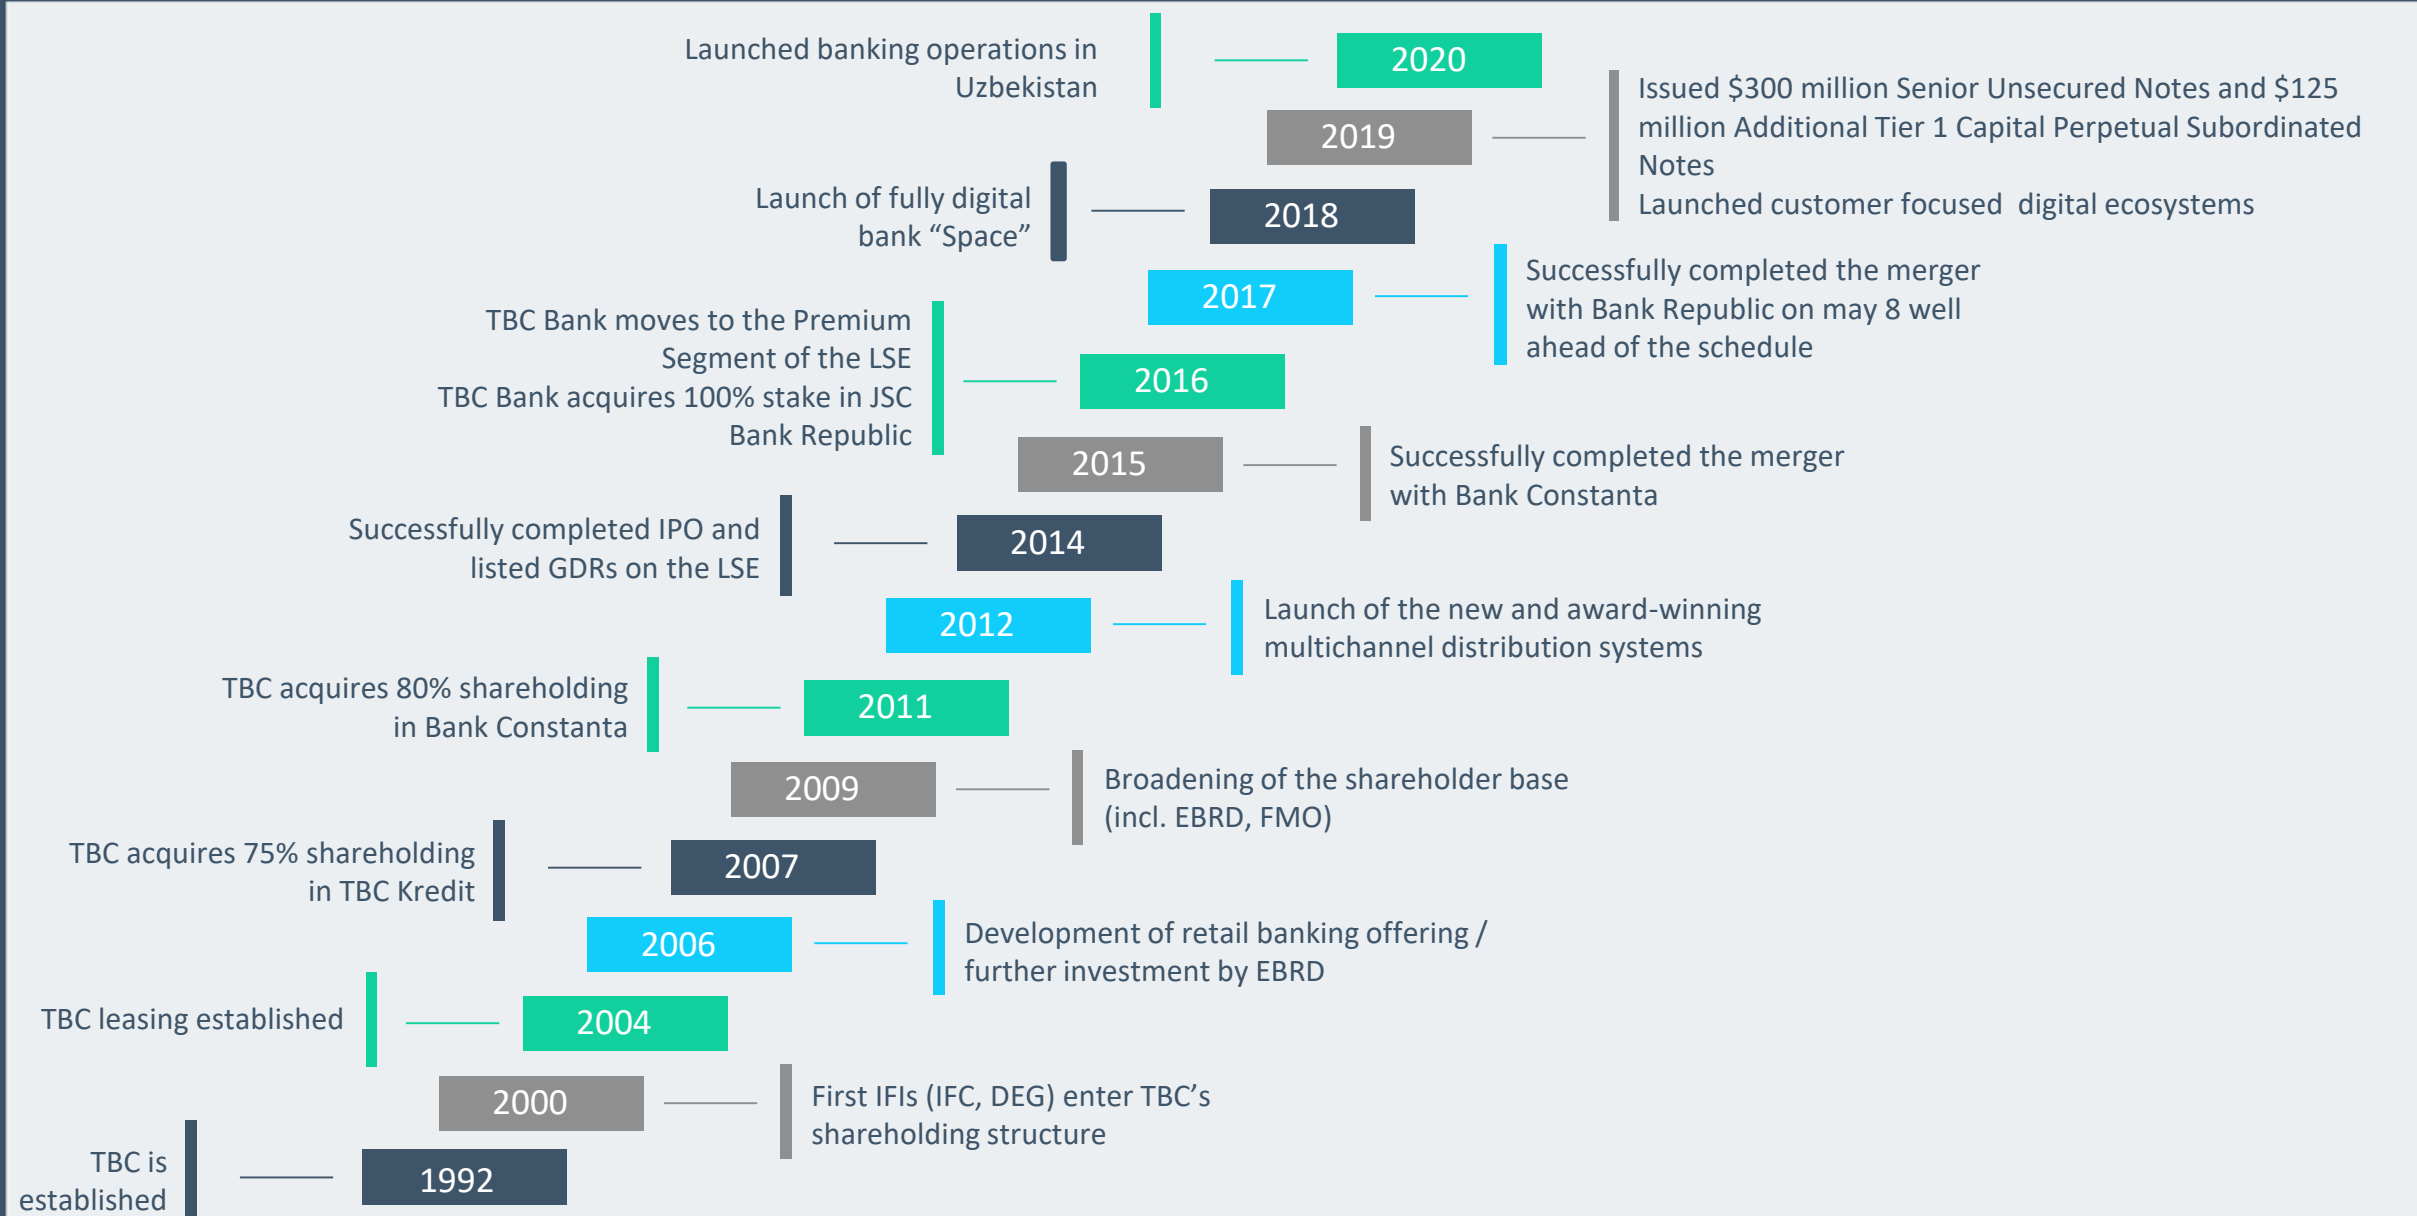 Launched banking operations in
Uzbekistan
2020
2019
Issued $300 million Senior Unsecured Notes and $125
million Additional Tier 1 Capital Perpetual Subordinated
Notes
Launched customer focused  digital ecosystems
Launch of fully digital
bank “Space”
2018
2017
Successfully completed the merger
with Bank Republic on may 8 well
ahead of the schedule
TBC Bank moves to the Premium
Segment of the LSE
TBC Bank acquires 100% stake in JSC
Bank Republic
2016
2015
Successfully completed the merger
with Bank Constanta
Successfully completed IPO and
listed GDRs on the LSE
2014
2012
Launch of the new and award-winning
multichannel distribution systems
TBC acquires 80% shareholding
in Bank Constanta
2011
2009
Broadening of the shareholder base
(incl. EBRD, FMO)
TBC acquires 75% shareholding
in TBC Kredit
2007
2006
Development of retail banking offering /
further investment by EBRD
TBC leasing established
2004
2000
First IFIs (IFC, DEG) enter TBC’s
shareholding structure
TBC is
established
1992